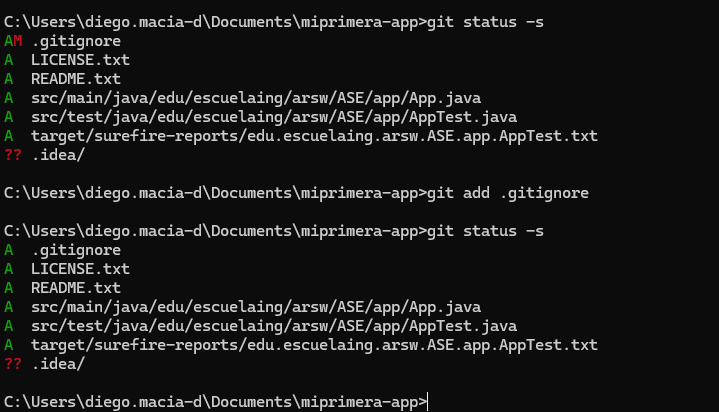 C:\Users\diego.macia-d\Documents\miprimera-app>git status -s
AM .gitignore
A  LICENSE.txt
A  README.txt
A  src/main/java/edu/escuelaing/arsw/ASE/app/App.java
A  src/test/java/edu/escuelaing/arsw/ASE/app/AppTest.java
A  target/surefire-reports/edu.escuelaing.arsw.ASE.app.AppTest.txt
?? .idea/
C:\Users\diego.macia-d\Documents\miprimera-app>git add .gitignore
C:\Users\diego.macia-d\Documents\miprimera-app>git status -s
A  .gitignore
A  LICENSE.txt
A  README.txt
A  src/main/java/edu/escuelaing/arsw/ASE/app/App.java
A  src/test/java/edu/escuelaing/arsw/ASE/app/AppTest.java
A  target/surefire-reports/edu.escuelaing.arsw.ASE.app.AppTest.txt
?? .idea/
C:\Users\diego.macia-d\Documents\miprimera-app>